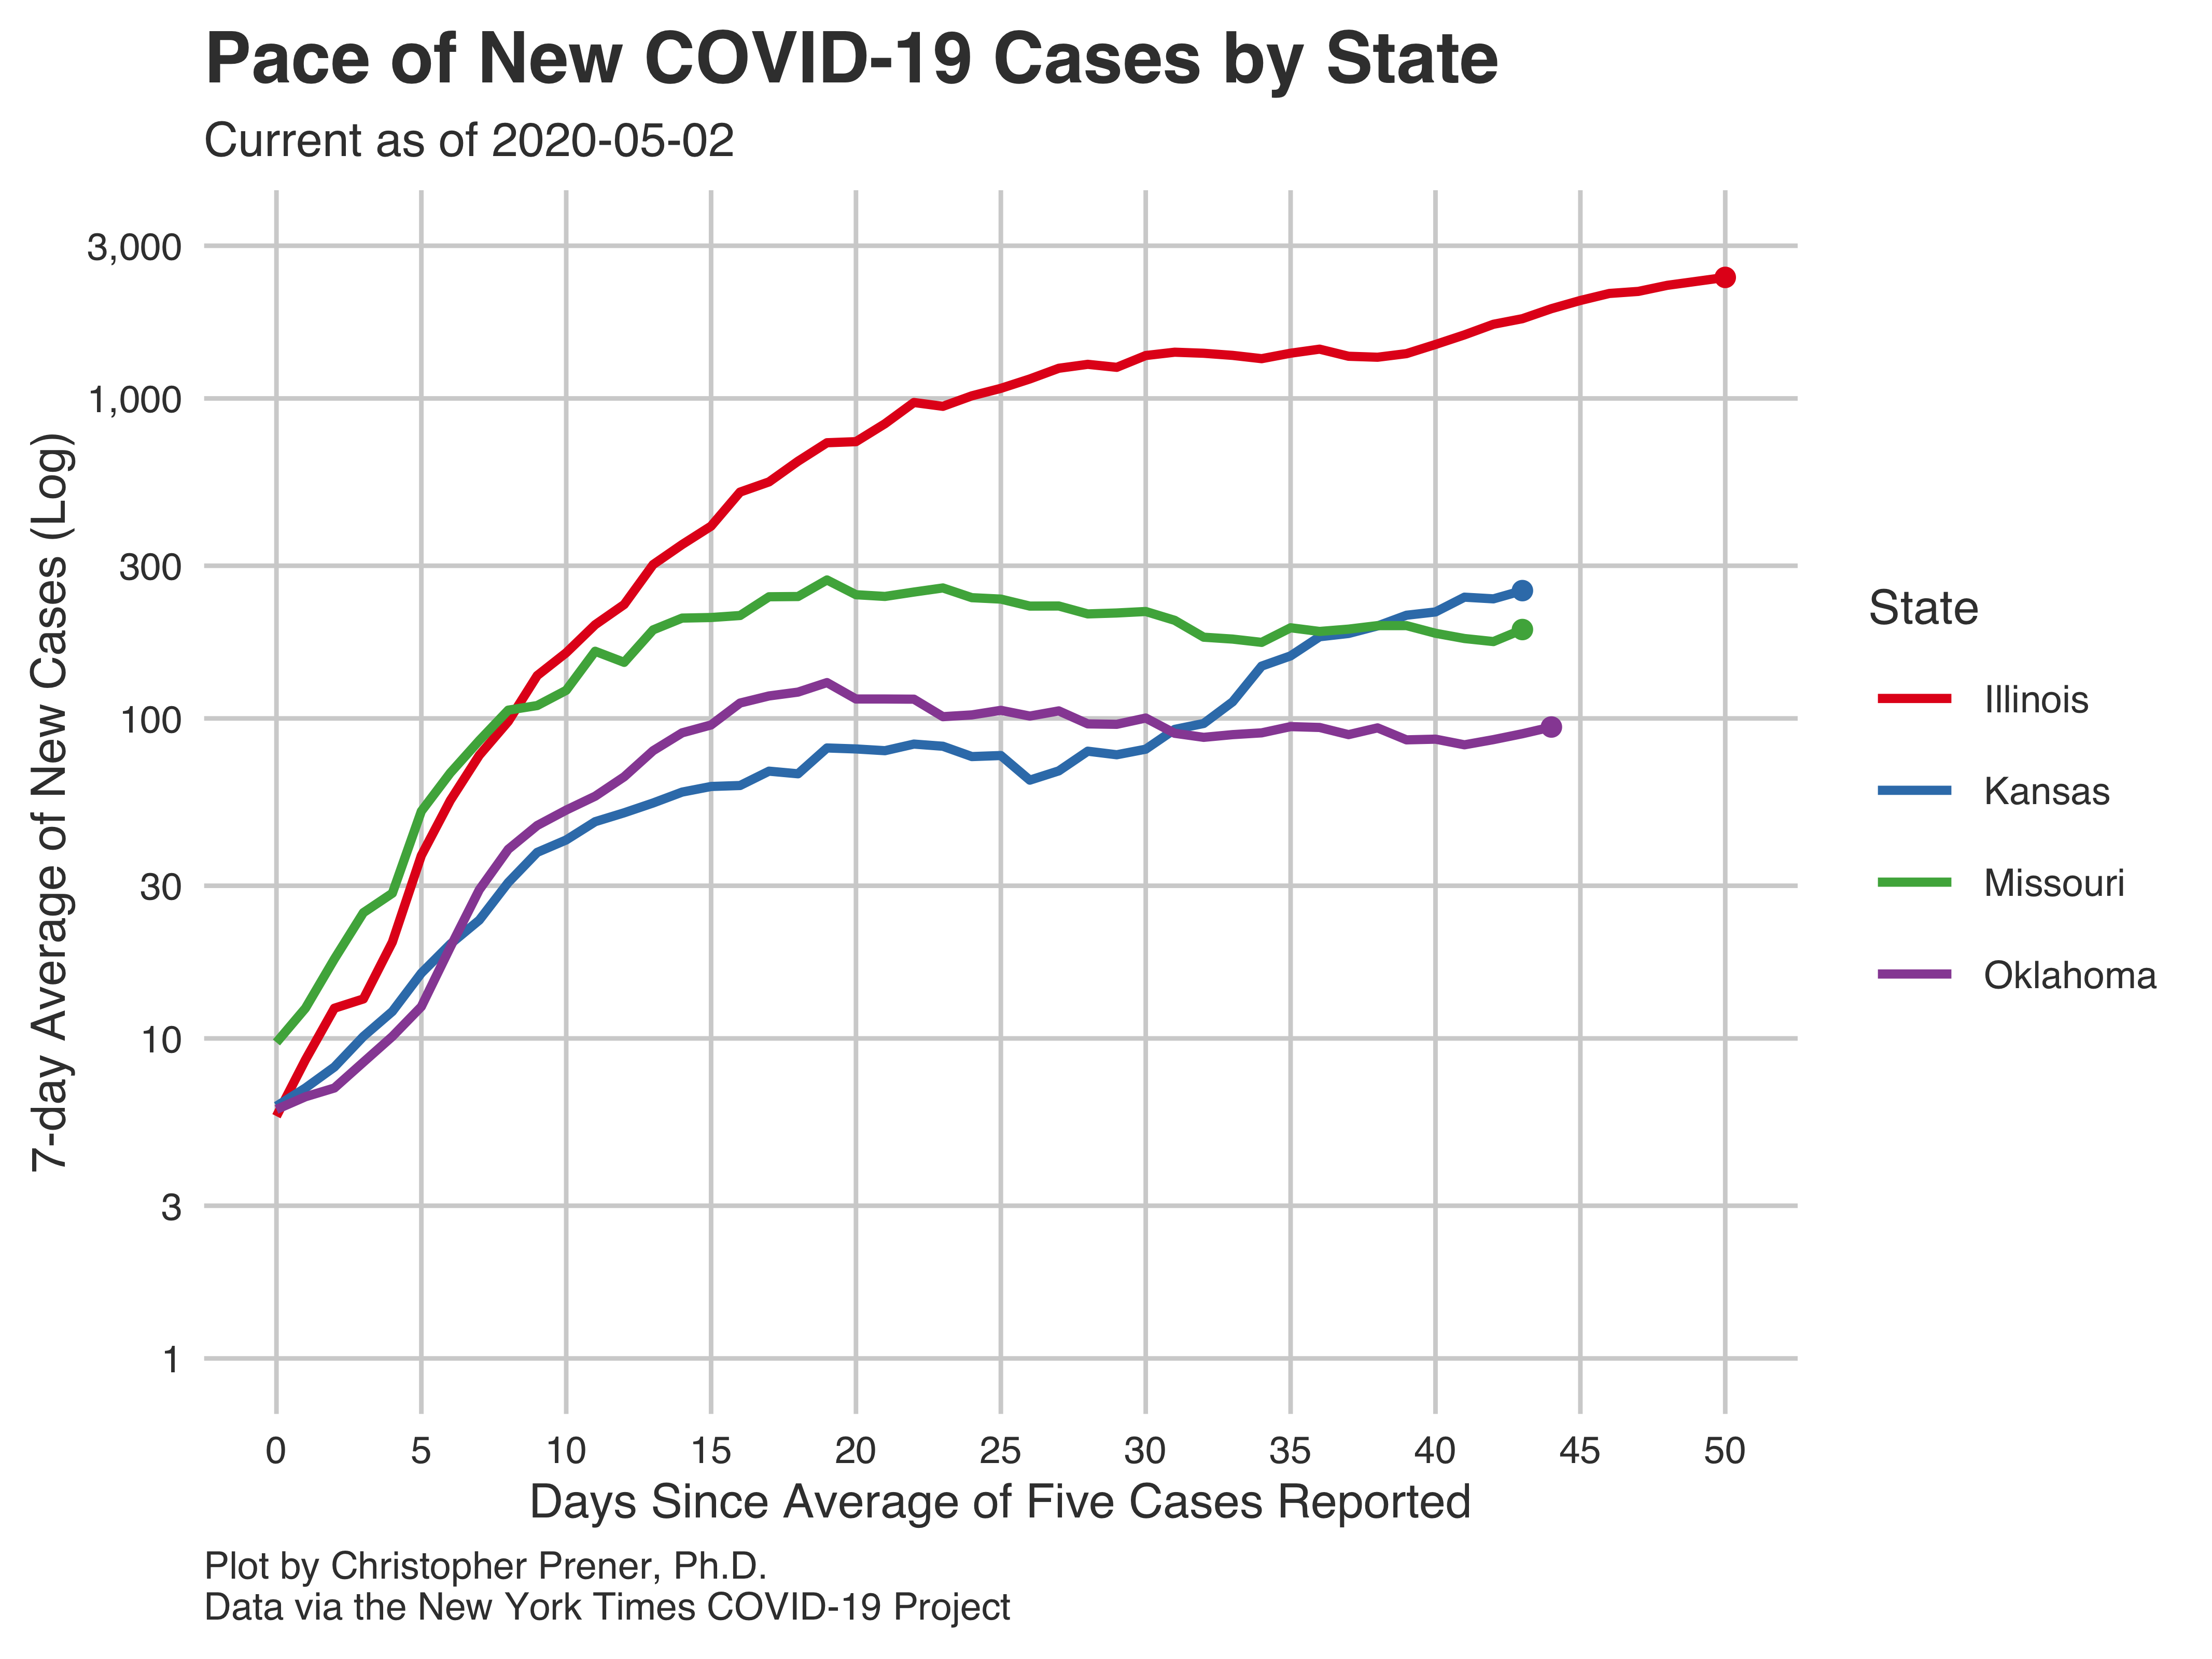 Pace of New COVID-19 Cases by State
Current as of 2020-05-02
7-day Average of New Cases (Log)
3,000
1,000
300
100
30
10
3
1
0 5 10 15 20 25 30 35 40 45 50
Days Since Average of Five Cases Reported
State
Illinois
Kansas
Missouri
Oklahoma
Plot by Christopher Prener, Ph.D.
Data via the New York Times COVID-19 Project